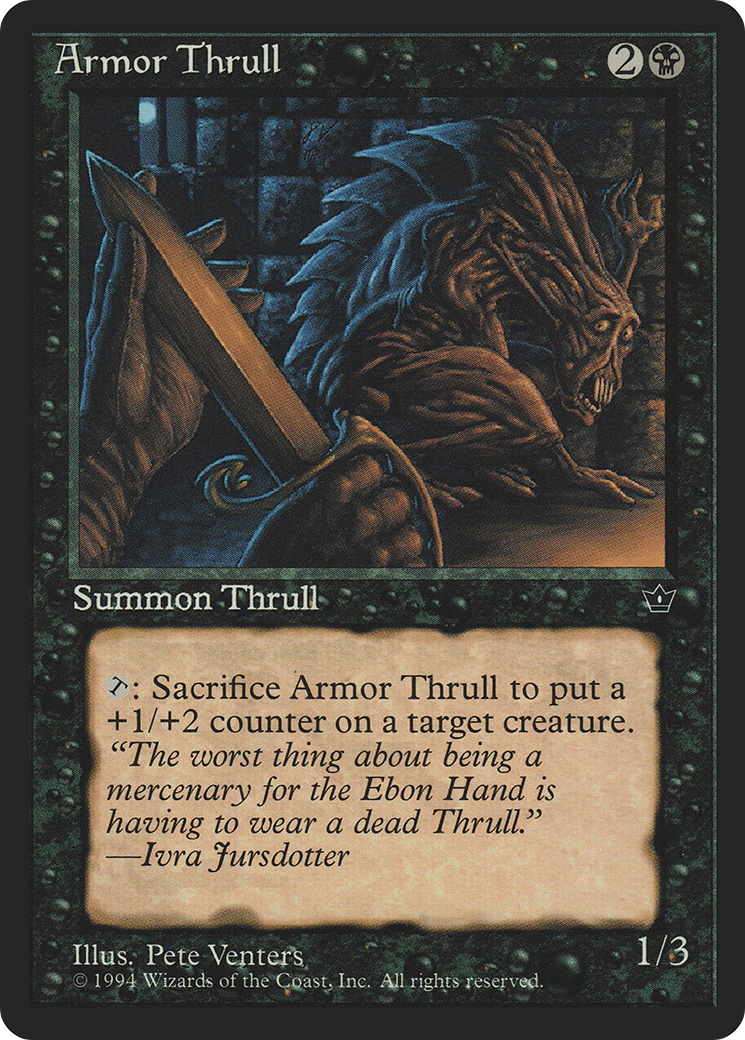 Armor Thrull
2
Summon Thrull
T: Sacrifice Armor Thrull to put a
+1/+2 counter on a target creature.
“The worst thing about being a
mercenary for the Ebon Hand is
having to wear a dead Thrull.”
—Ivra Jursdotter
Illus. Pete Venters
1/3
© 1994 Wizards of the Coast, Inc. All rights reserved.